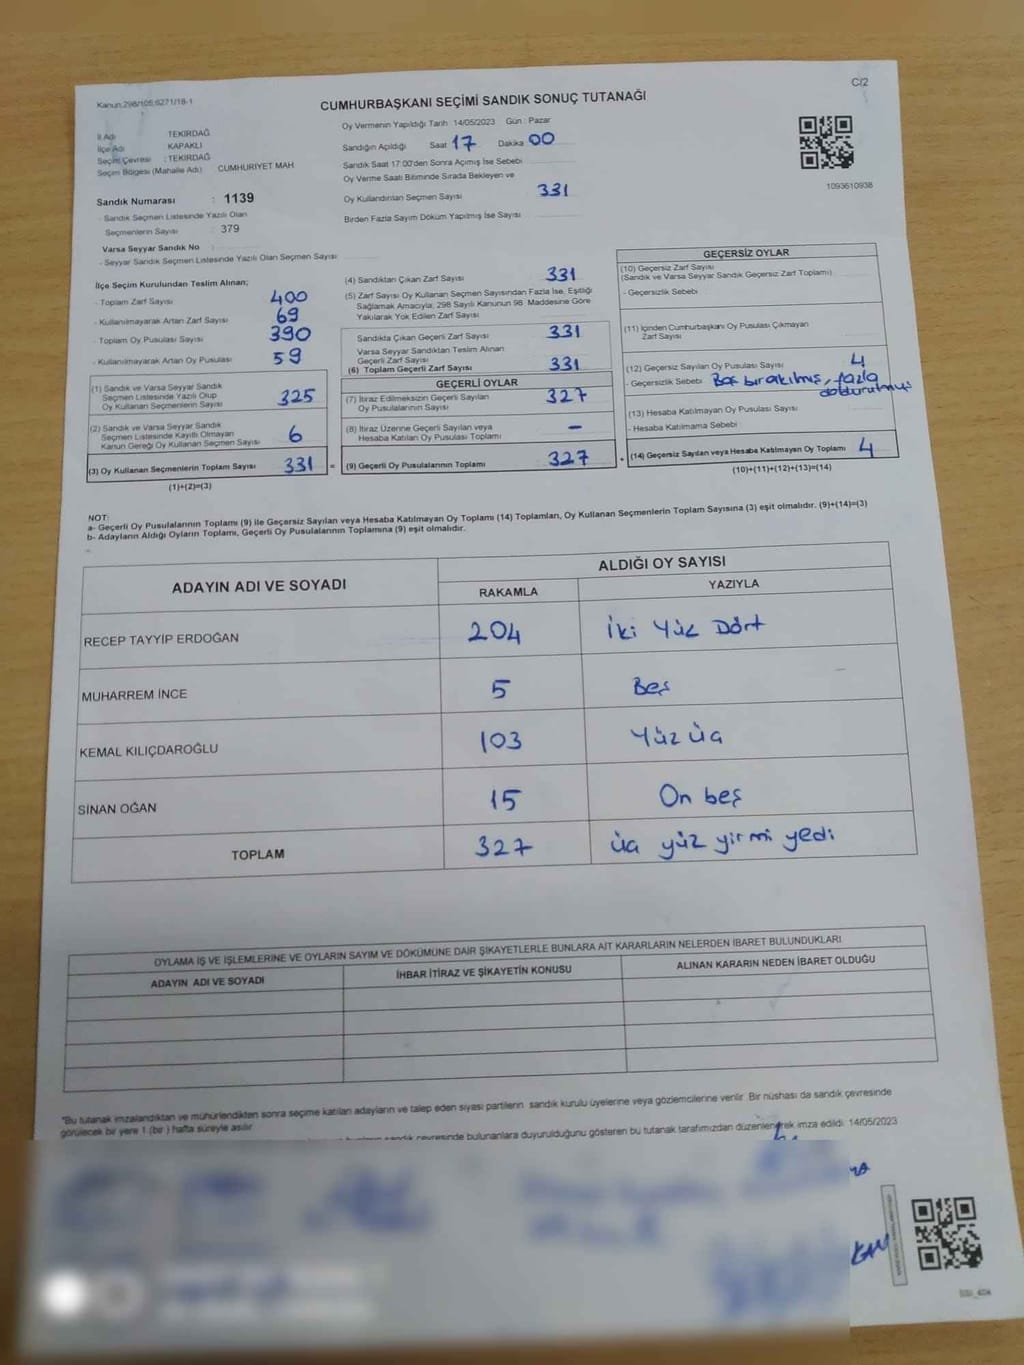 Kanun:298/105;6271/18-1
C/2
CUMHURBAŞKANI SEÇİMİ SANDIK SONUÇ TUTANAĞI
İl Adı TEKİRDAĞ
İlçe Adı KAPAKLI
Seçim Çevresi : TEKİRDAĞ
Seçim Bölgesi (Mahalle Adı) CUMHURİYET MAH.
Sandık Numarası : 1139
- Sandık Seçmen Listesinde Yazılı Olan
Seçmenlerin Sayısı : 379
Varsa Seyyar Sandık No
- Seyyar Sandık Seçmen Listesinde Yazılı Olan Seçmen Sayısı
Oy Vermenin Yapıldığı Tarih 14/05/2023 Gün : Pazar
Sandığın Açıldığı Saat 17 Dakika 00
Sandık Saat 17:00'den Sonra Açımış İse Sebebi
Oy Verme Saati Bitiminde Sırada Bekleyen ve
Oy Kullandırılan Seçmen Sayısı 331
Birden Fazla Sayım Döküm Yapılmış İse Sayısı
1093610938
İlçe Seçim Kurulundan Teslim Alınan;
- Toplam Zarf Sayısı 400
- Kullanılmayarak Artan Zarf Sayısı 69
- Toplam Oy Pusulası Sayısı 390
- Kullanılmayarak Artan Oy Pusulası 59
(1) Sandık ve Varsa Seyyar Sandık
Seçmen Listesinde Yazılı Olup
Oy Kullanan Seçmenlerin Sayısı 325
(2) Sandık ve Varsa Seyyar Sandık
Seçmen Listesinde Kayıtlı Olmayan
Kanun Gereği Oy Kullanan Seçmen Sayısı 6
(3) Oy Kullanan Seçmenlerin Toplam Sayısı 331 =
(1)+(2)=(3)
(4) Sandıktan Çıkan Zarf Sayısı 331
(5) Zarf Sayısı Oy Kullanan Seçmen Sayısından Fazla İse, Eşitliği
Sağlamak Amacıyla; 298 Sayılı Kanunun 98. Maddesine Göre
Yakılarak Yok Edilen Zarf Sayısı
Sandıkta Çıkan Geçerli Zarf Sayısı 331
Varsa Seyyar Sandıktan Teslim Alınan
Geçerli Zarf Sayısı
(6) Toplam Geçerli Zarf Sayısı 331
GEÇERLİ OYLAR
(7) İtiraz Edilmeksizin Geçerli Sayılan
Oy Pusulalarının Sayısı 327
(8) İtiraz Üzerine Geçerli Sayılan veya
Hesaba Katılan Oy Pusulası Toplamı -
(9) Geçerli Oy Pusulalarının Toplamı 327 +
GEÇERSİZ OYLAR
(10) Geçersiz Zarf Sayısı
(Sandık ve Varsa Seyyar Sandık Geçersiz Zarf Toplamı)
- Geçersizlik Sebebi
(11) İçinden Cumhurbaşkanı Oy Pusulası Çıkmayan
Zarf Sayısı
(12) Geçersiz Sayılan Oy Pusulası Sayısı 4
- Geçersizlik Sebebi Boş bırakılmış, fazla
doldurulmuş
(13) Hesaba Katılmayan Oy Pusulası Sayısı
- Hesaba Katılmama Sebebi
(14) Geçersiz Sayılan veya Hesaba Katılmayan Oy Toplamı 4
(10)+(11)+(12)+(13)=(14)
NOT:
a- Geçerli Oy Pusulalarının Toplamı (9) ile Geçersiz Sayılan veya Hesaba Katılmayan Oy Toplamı (14) Toplamları, Oy Kullanan Seçmenlerin Toplam Sayısına (3) eşit olmalıdır. (9)+(14)=(3)
b- Adayların Aldığı Oyların Toplamı, Geçerli Oy Pusulalarının Toplamına (9) eşit olmalıdır.
ADAYIN ADI VE SOYADI
ALDIĞI OY SAYISI
RAKAMLA YAZIYLA
RECEP TAYYİP ERDOĞAN 204 İki Yüz Dört
MUHARREM İNCE 5 Beş
KEMAL KILIÇDAROĞLU 103 Yüz üç
SİNAN OĞAN 15 On beş
TOPLAM 327 üç yüz yirmi yedi
OYLAMA İŞ VE İŞLEMLERİNE VE OYLARIN SAYIM VE DÖKÜMÜNE DAİR ŞİKAYETLERLE BUNLARA AİT KARARLARIN NELERDEN İBARET BULUNDUKLARI
ADAYIN ADI VE SOYADI İHBAR İTİRAZ VE ŞİKAYETİN KONUSU ALINAN KARARIN NEDEN İBARET OLDUĞU
"Bu tutanak imzalandıktan ve mühürlendikten sonra seçime katılan adayların ve talep eden siyasi partilerin sandık kurulu üyelerine veya gözlemcilerine verilir. Bir nüshası da sandık çevresinde
görülecek bir yere 1 (bir ) hafta süreyle asılır.
sandık çevresinde bulunanlara duyurulduğunu gösteren bu tutanak tarafımızdan düzenlenerek imza edildi. 14/05/2023